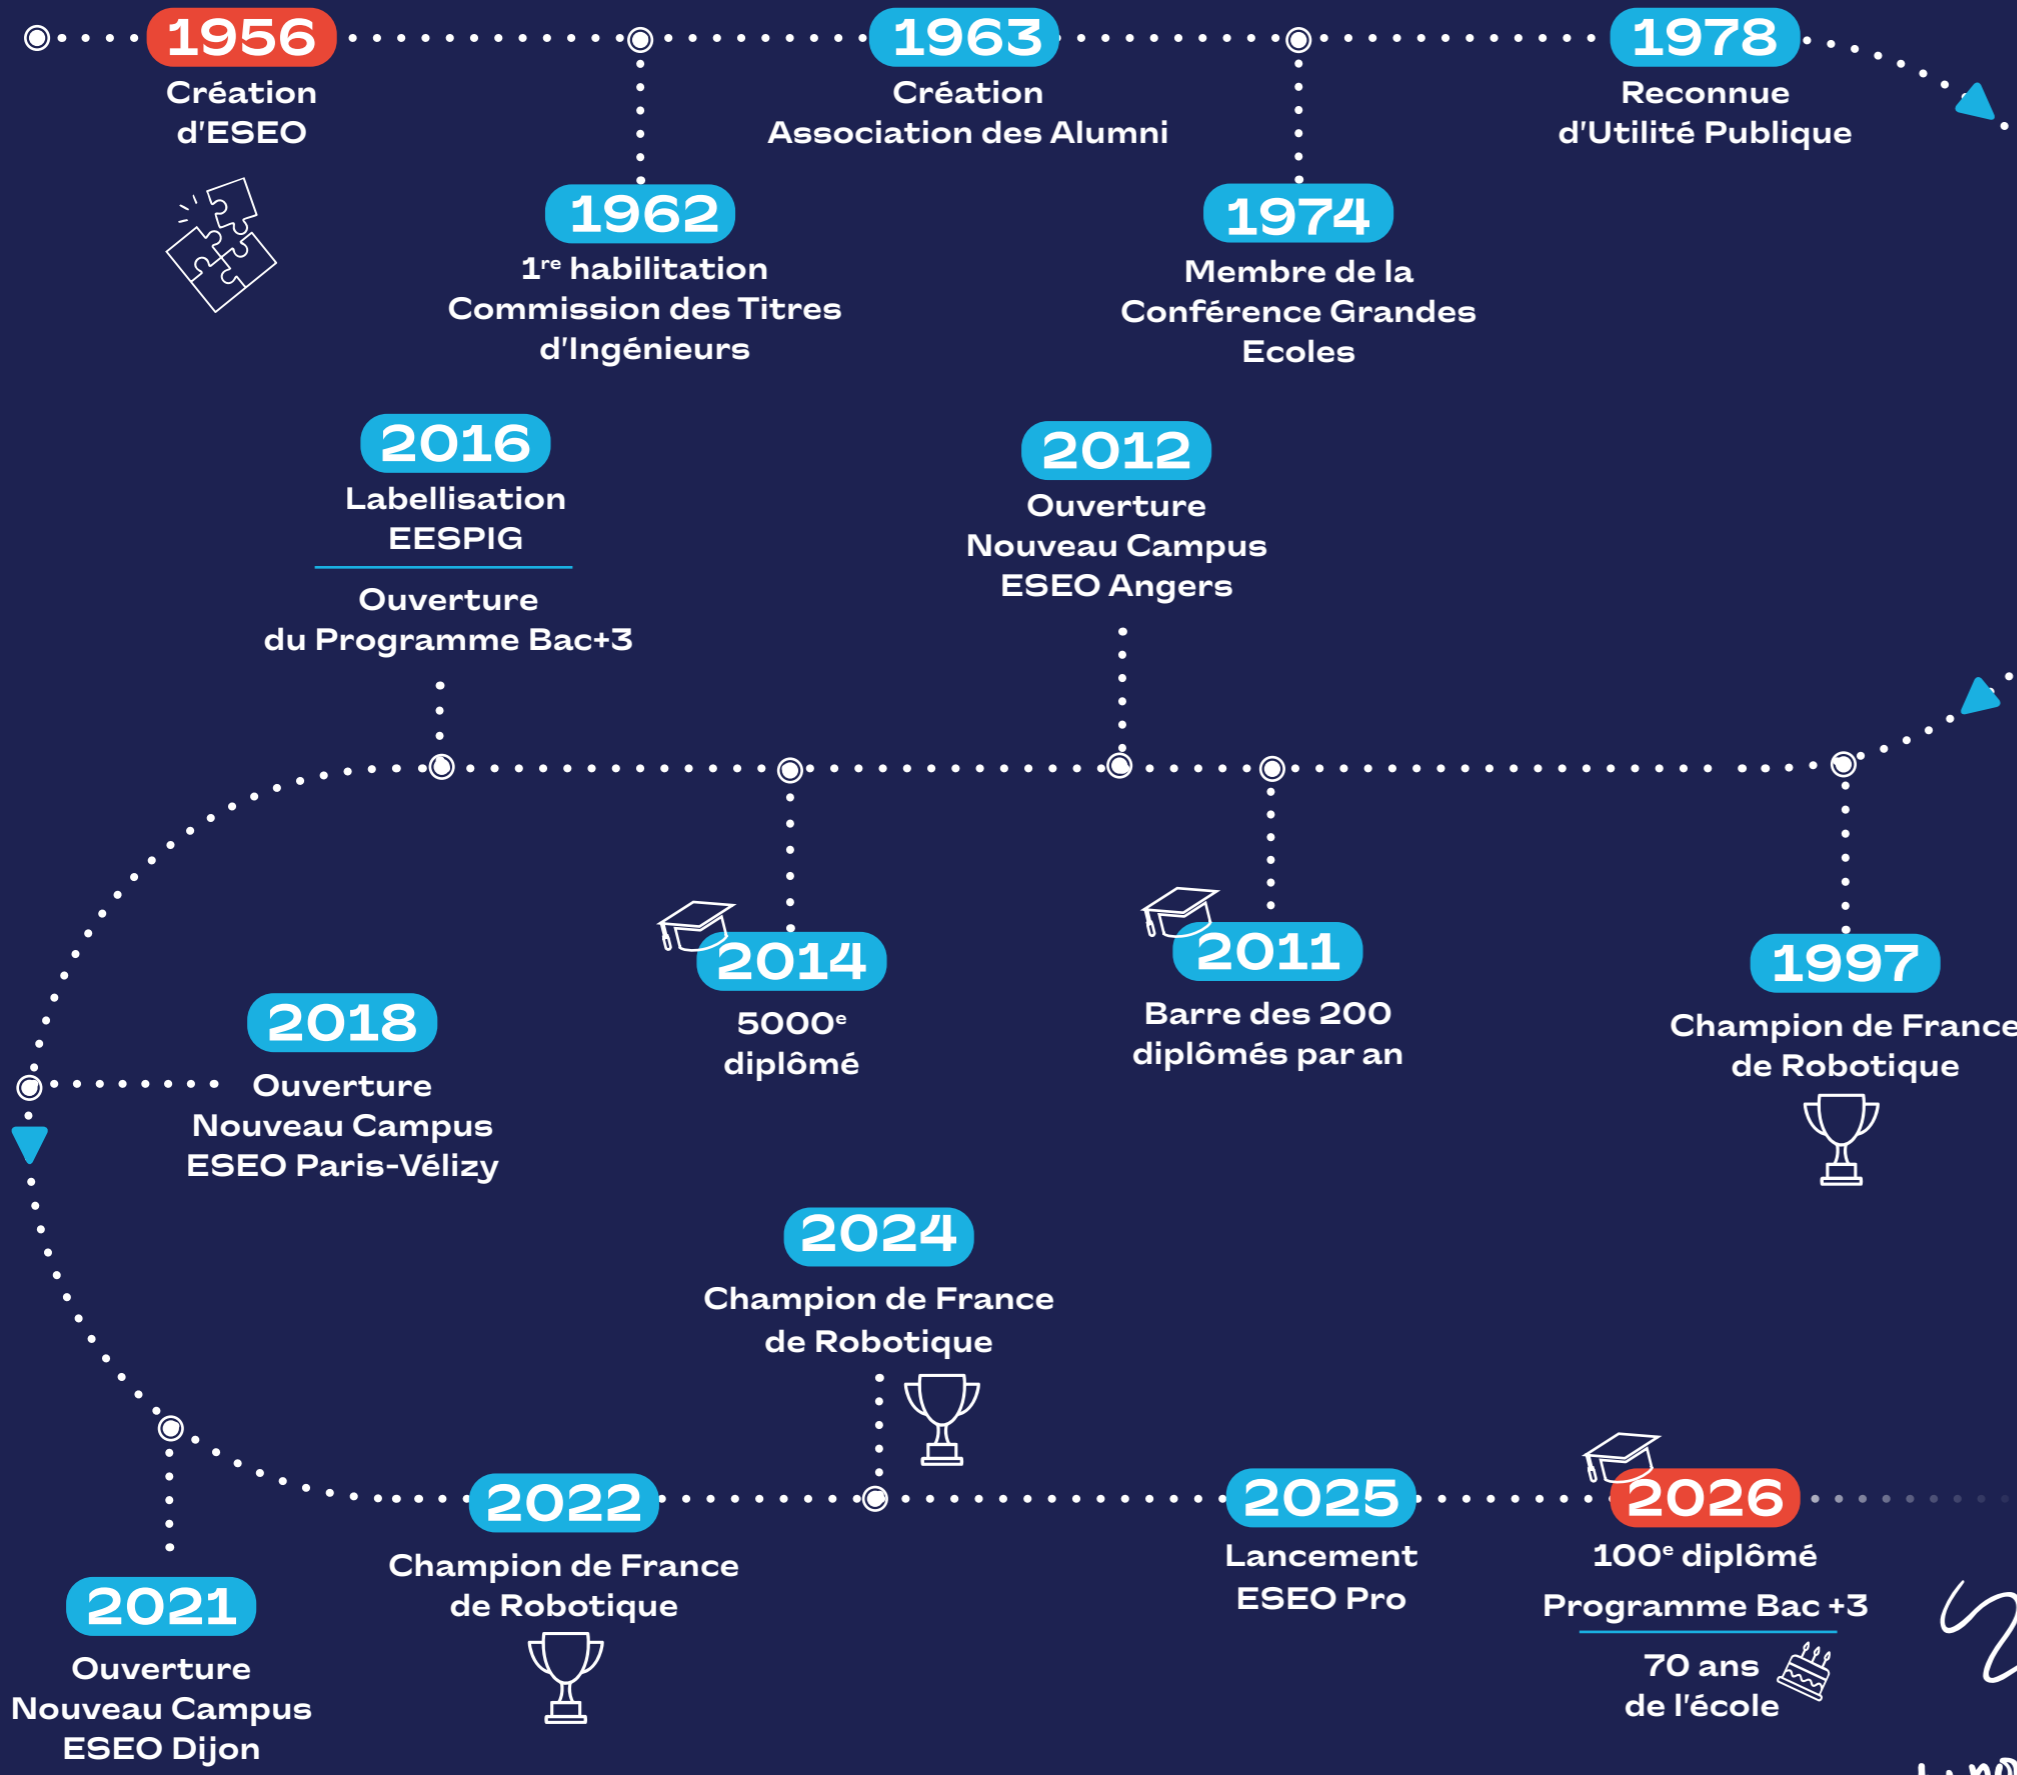 1956
Création
d'ESEO
1962
1re habilitation
Commission des Titres
d'Ingénieurs
1963
Création
Association des Alumni
1974
Membre de la
Conférence Grandes
Ecoles
1978
Reconnue
d'Utilité Publique
1997
Champion de France
de Robotique
2011
Barre des 200
diplômés par an
2012
Ouverture
Nouveau Campus
ESEO Angers
2014
5000e
diplômé
2016
Labellisation
EESPIG
Ouverture
du Programme Bac+3
2018
Ouverture
Nouveau Campus
ESEO Paris-Vélizy
2021
Ouverture
Nouveau Campus
ESEO Dijon
2022
Champion de France
de Robotique
2024
Champion de France
de Robotique
2025
Lancement
ESEO Pro
2026
100e diplômé
Programme Bac +3
70 ans
de l'école